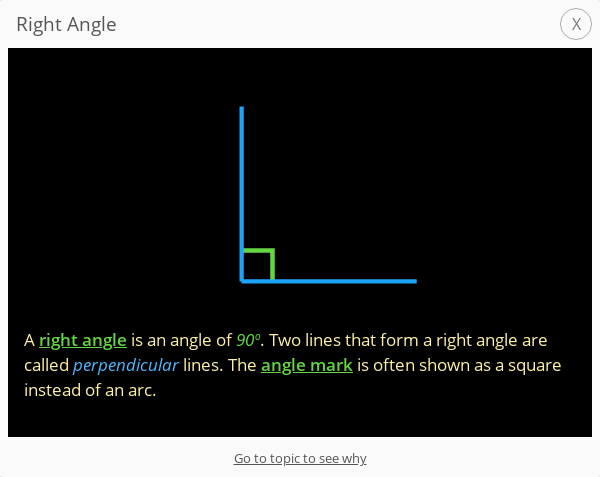 Right Angle
X
A right angle is an angle of 90º. Two lines that form a right angle are
called perpendicular lines. The angle mark is often shown as a square
instead of an arc.
Go to topic to see why